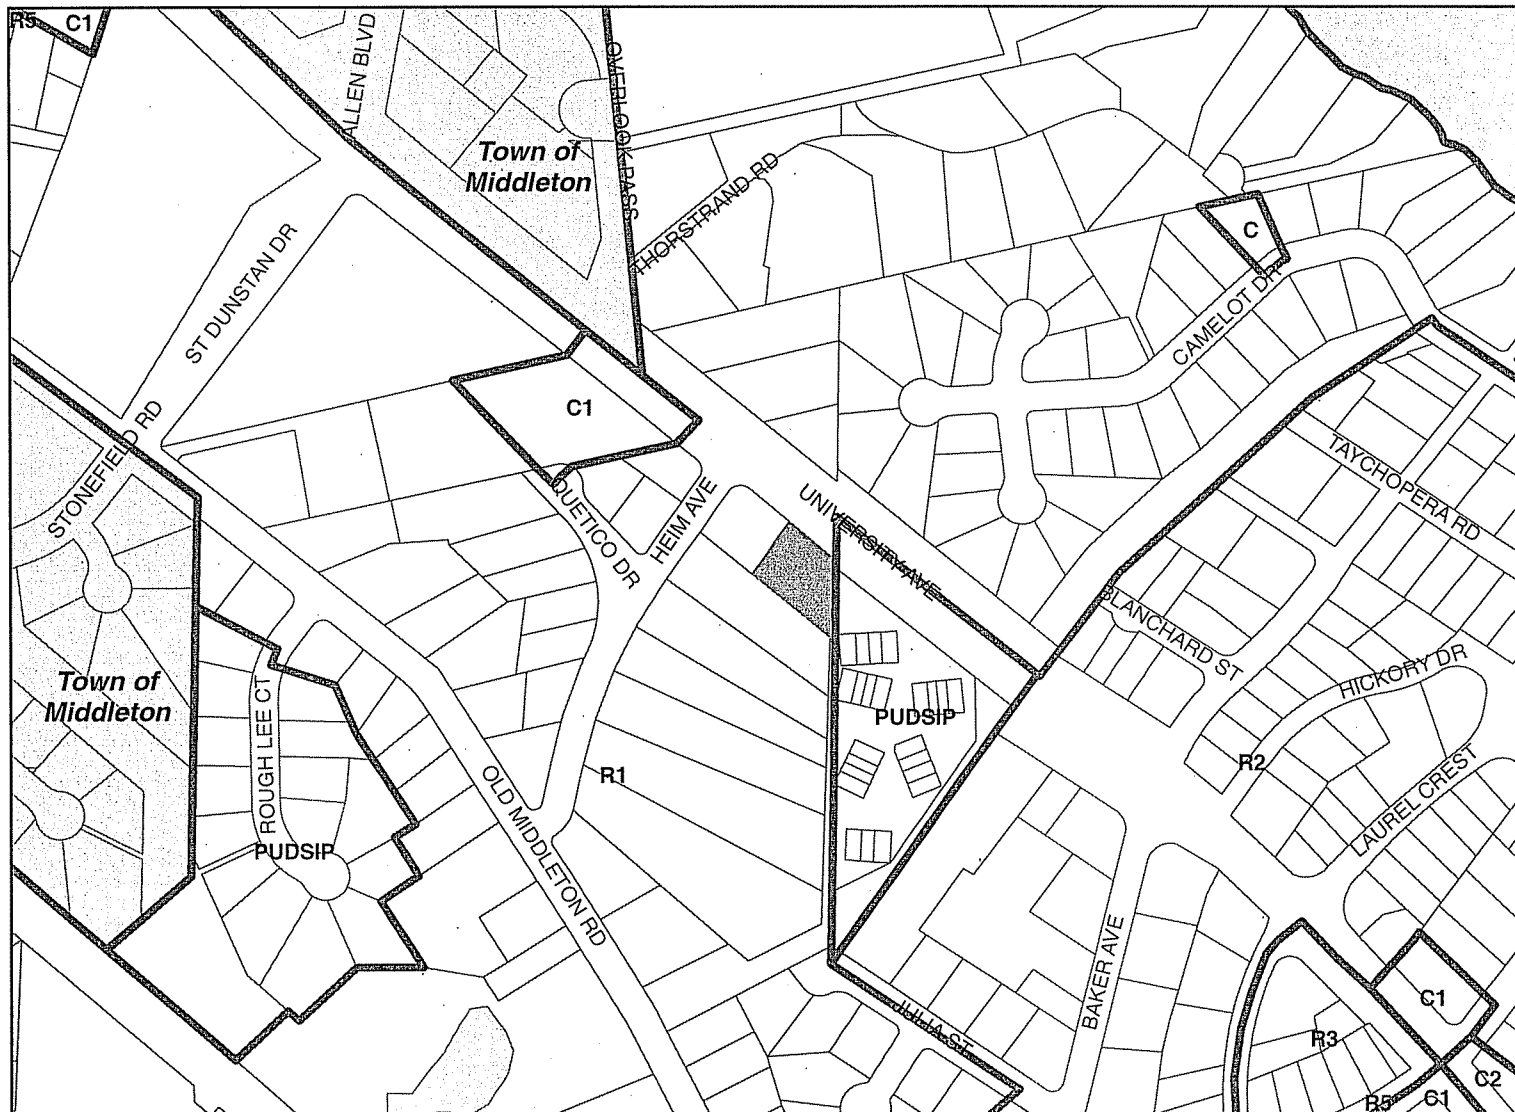 R5
C1
ALLEN BLVD
OVERLOOK PASS
Town of
Middleton
THORSTRAND RD
ST DUNSTAN DR
C
CAMELOT DR
C1
STONEFIELD RD
QUETICO DR
HEIM AVE
UNIVERSITY AVE
TAYCHOPERA RD
BLANCHARD ST
HICKORY DR
Town of
Middleton
ROUGH LEE CT
PUDSIP
R1
R2
OLD MIDDLETON RD
LAUREL CREST
PUDSIP
BAKER AVE
JULIA ST
C1
R3
C2
R5
C1